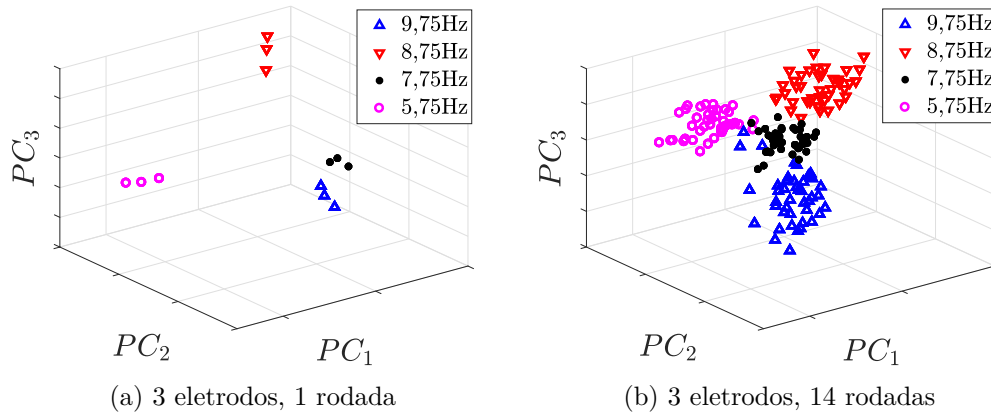 9,75Hz
8,75Hz
7,75Hz
5,75Hz
PC3
PC2
PC1
(a) 3 eletrodos, 1 rodada
9,75Hz
8,75Hz
7,75Hz
5,75Hz
PC3
PC2
PC1
(b) 3 eletrodos, 14 rodadas